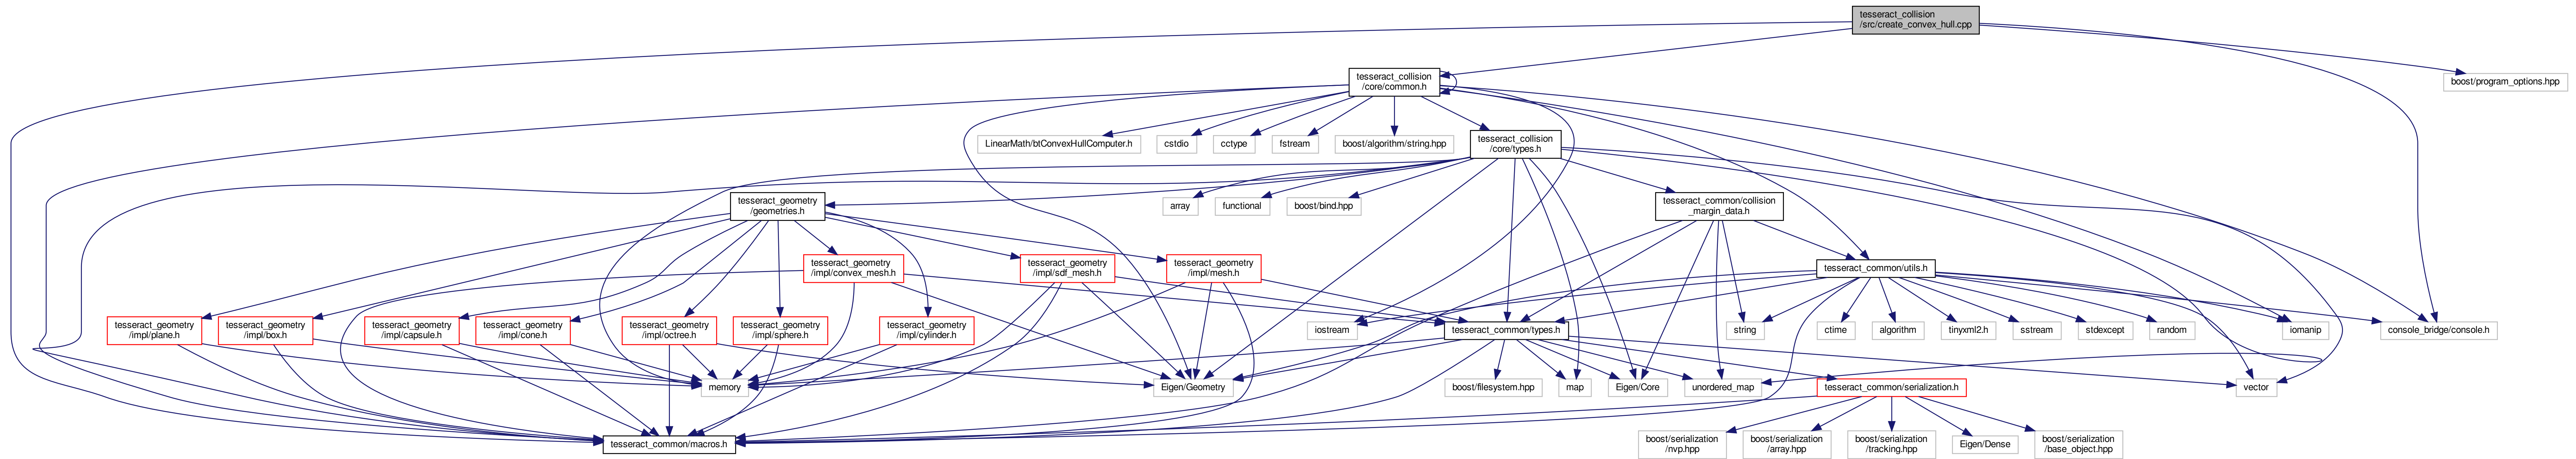 tesseract_collision
/src/create_convex_hull.cpp
tesseract_collision
/core/common.h
boost/program_options.hpp
LinearMath/btConvexHullComputer.h
cstdio
cctype
fstream
boost/algorithm/string.hpp
tesseract_collision
/core/types.h
tesseract_geometry
/geometries.h
array
functional
boost/bind.hpp
tesseract_common/collision
_margin_data.h
tesseract_geometry
/impl/convex_mesh.h
tesseract_geometry
/impl/sdf_mesh.h
tesseract_geometry
/impl/mesh.h
tesseract_common/utils.h
tesseract_geometry
/impl/plane.h
tesseract_geometry
/impl/box.h
tesseract_geometry
/impl/capsule.h
tesseract_geometry
/impl/cone.h
tesseract_geometry
/impl/octree.h
tesseract_geometry
/impl/sphere.h
tesseract_geometry
/impl/cylinder.h
iostream
tesseract_common/types.h
string
ctime
algorithm
tinyxml2.h
sstream
stdexcept
random
iomanip
console_bridge/console.h
memory
Eigen/Geometry
boost/filesystem.hpp
map
Eigen/Core
unordered_map
tesseract_common/serialization.h
vector
tesseract_common/macros.h
boost/serialization
/nvp.hpp
boost/serialization
/array.hpp
boost/serialization
/tracking.hpp
Eigen/Dense
boost/serialization
/base_object.hpp